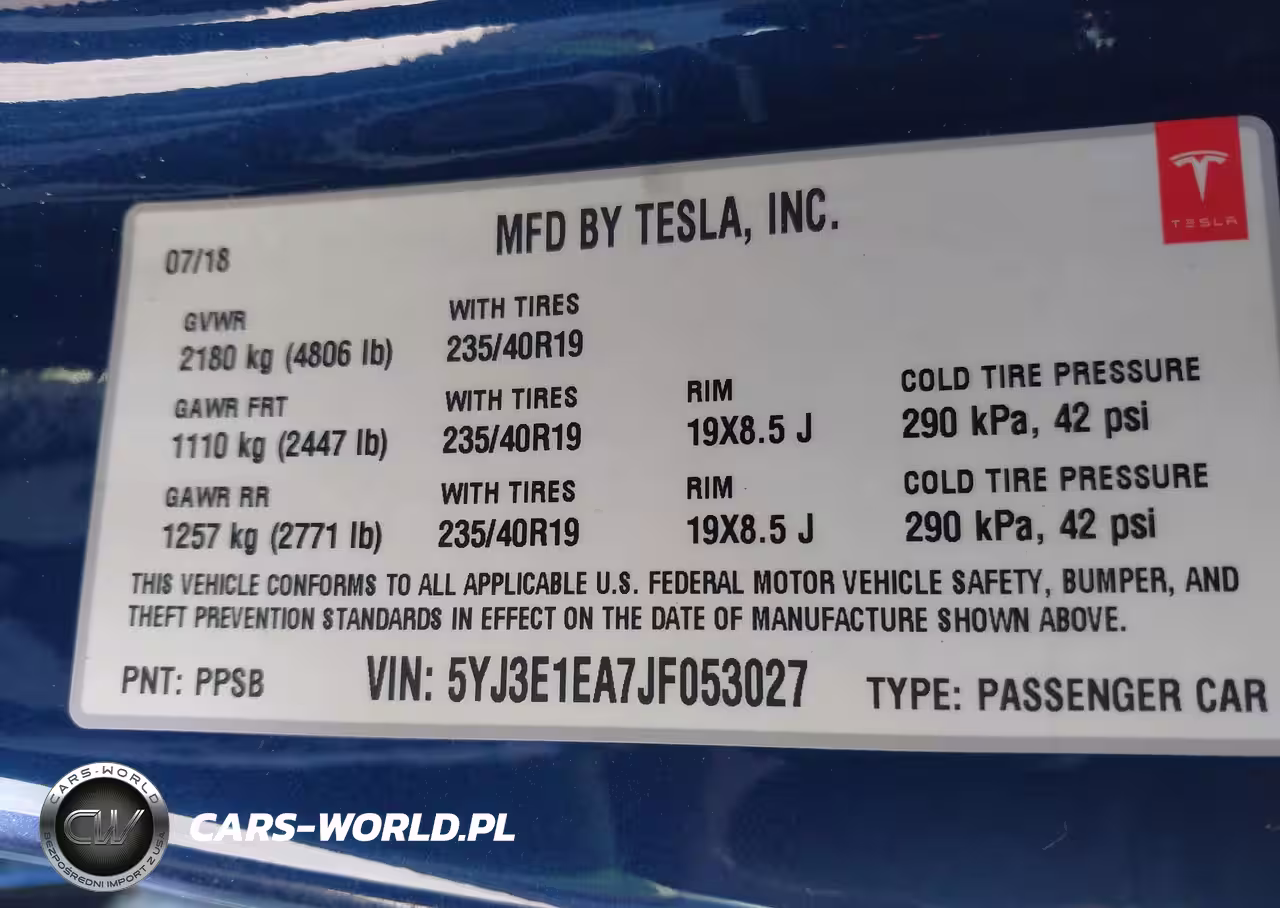 TESLA
07/18 MFD BY TESLA, INC.
GVWR WITH TIRES
2180 kg (4806 lb) 235/40R19
GAWR FRT WITH TIRES RIM COLD TIRE PRESSURE
1110 kg (2447 lb) 235/40R19 19X8.5 J 290 kPa, 42 psi
GAWR RR WITH TIRES RIM COLD TIRE PRESSURE
1257 kg (2771 lb) 235/40R19 19X8.5 J 290 kPa, 42 psi
THIS VEHICLE CONFORMS TO ALL APPLICABLE U.S. FEDERAL MOTOR VEHICLE SAFETY, BUMPER, AND
THEFT PREVENTION STANDARDS IN EFFECT ON THE DATE OF MANUFACTURE SHOWN ABOVE.
PNT: PPSB VIN: 5YJ3E1EA7JF053027 TYPE: PASSENGER CAR
CARS-WORLD
CW
BEZPOŚREDNI IMPORT Z USA
CARS-WORLD.PL